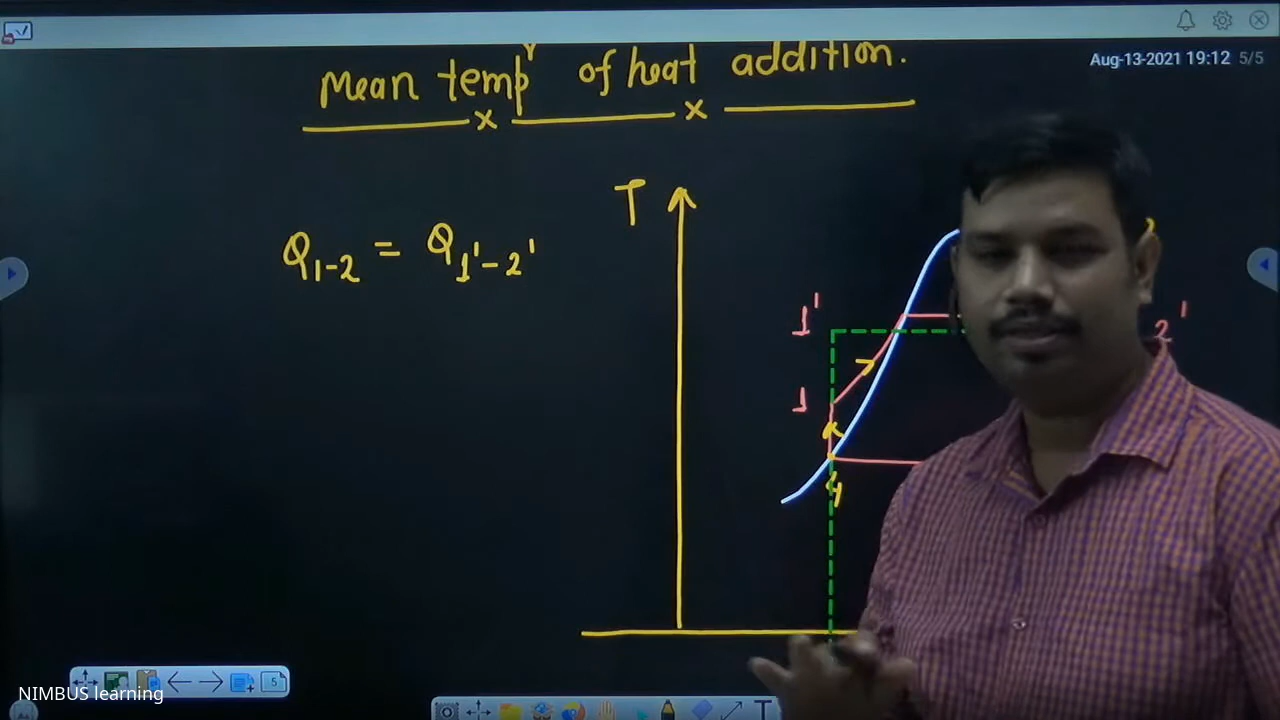 Mean tempʳ of heat addition.
Aug-13-2021 19:12 5/5
T
Q₁₋₂ = Q₁'₋₂'
1'
2'
1
4
5
T
NIMBUS learning